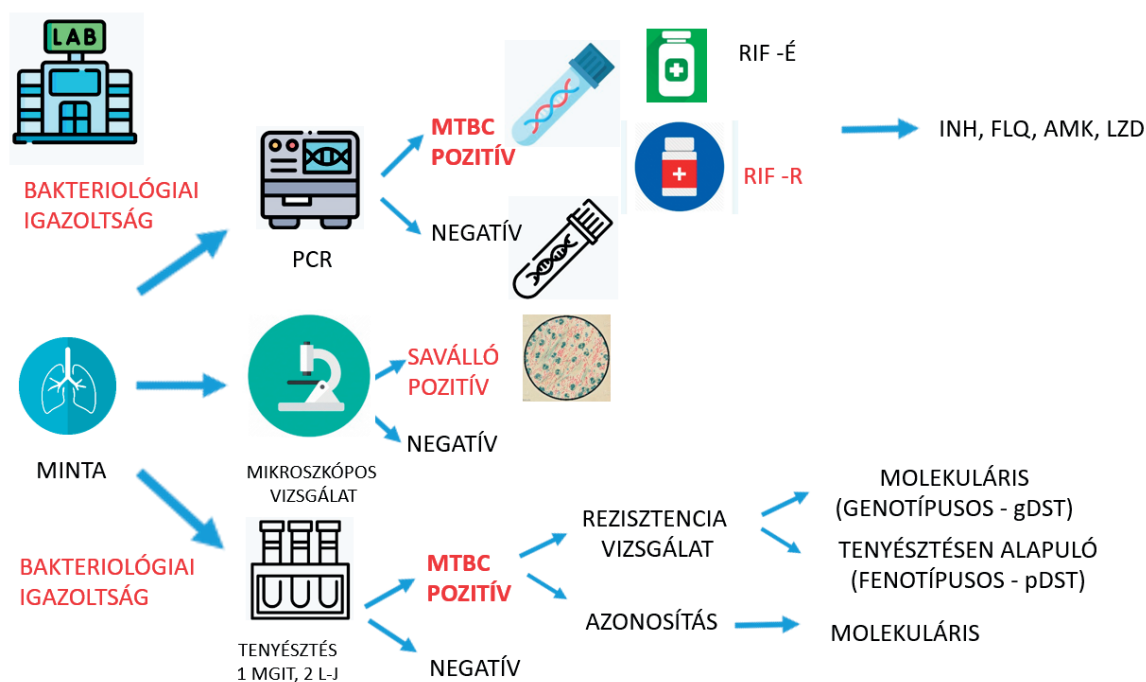 LAB
BAKTERIOLÓGIAI
IGAZOLTSÁG
PCR
MTBC
POZITÍV
NEGATÍV
RIF -É
RIF -R
INH, FLQ, AMK, LZD
MINTA
MIKROSZKÓPOS
VIZSGÁLAT
SAVÁLLÓ
POZITÍV
NEGATÍV
BAKTERIOLÓGIAI
IGAZOLTSÁG
TENYÉSZTÉS
1 MGIT, 2 L-J
MTBC
POZITÍV
NEGATÍV
REZISZTENCIA
VIZSGÁLAT
AZONOSÍTÁS
MOLEKULÁRIS
(GENOTÍPUSOS - gDST)
TENYÉSZTÉSEN ALAPULÓ
(FENOTÍPUSOS - pDST)
MOLEKULÁRIS